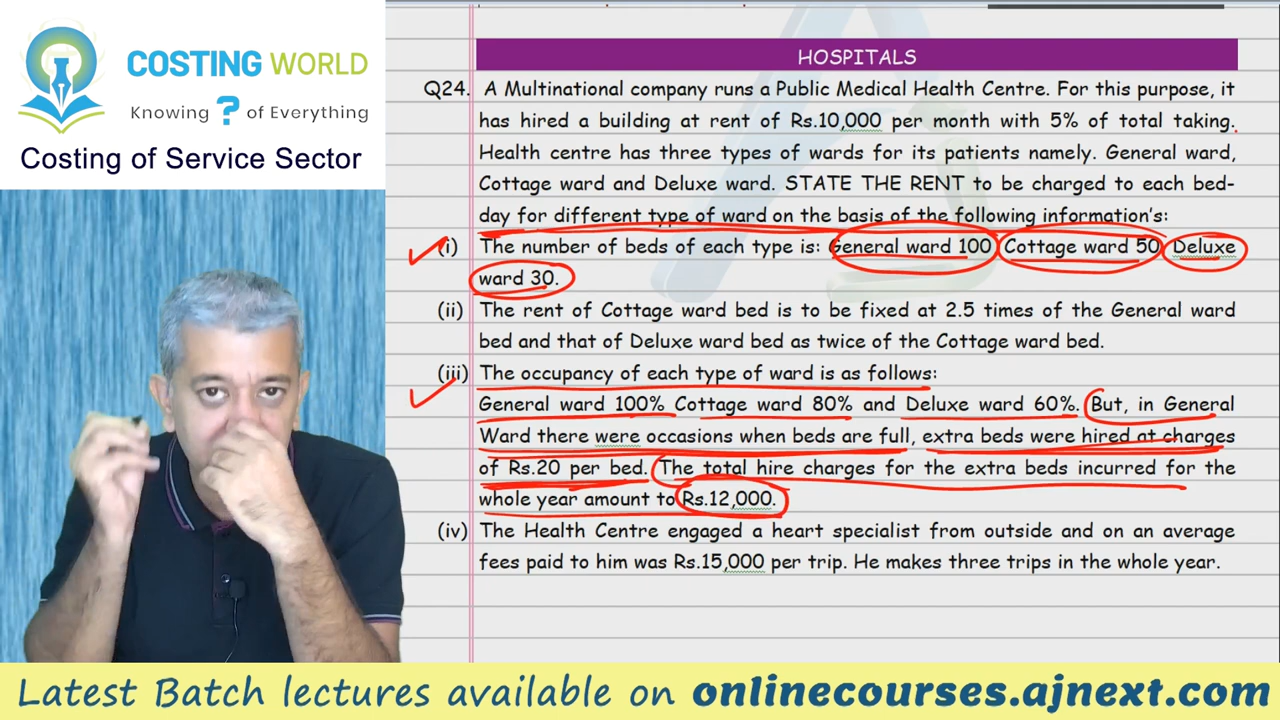 COSTING WORLD
Knowing ? of Everything
Costing of Service Sector
HOSPITALS
Q24. A Multinational company runs a Public Medical Health Centre. For this purpose, it
has hired a building at rent of Rs.10,000 per month with 5% of total taking.
Health centre has three types of wards for its patients namely. General ward,
Cottage ward and Deluxe ward. STATE THE RENT to be charged to each bed-
day for different type of ward on the basis of the following information's:
(i) The number of beds of each type is: General ward 100 Cottage ward 50 Deluxe
ward 30.
(ii) The rent of Cottage ward bed is to be fixed at 2.5 times of the General ward
bed and that of Deluxe ward bed as twice of the Cottage ward bed.
(iii) The occupancy of each type of ward is as follows:
General ward 100% Cottage ward 80% and Deluxe ward 60%. But, in General
Ward there were occasions when beds are full, extra beds were hired at charges
of Rs.20 per bed. The total hire charges for the extra beds incurred for the
whole year amount to Rs.12,000.
(iv) The Health Centre engaged a heart specialist from outside and on an average
fees paid to him was Rs.15,000 per trip. He makes three trips in the whole year.
Latest Batch lectures available on onlinecourses.ajnext.com